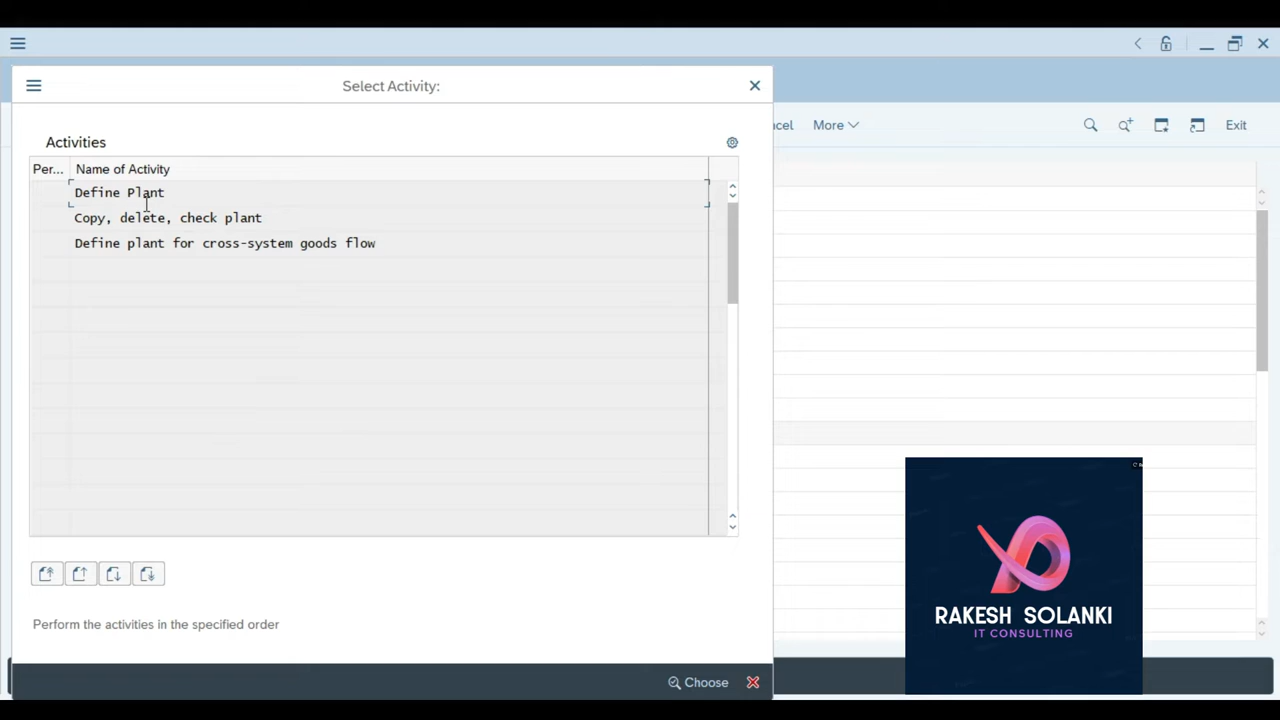 Select Activity:
ncel
More
Exit
Activities
Per...
Name of Activity
Define Plant
Copy, delete, check plant
Define plant for cross-system goods flow
Perform the activities in the specified order
Choose
RAKESH SOLANKI
IT CONSULTING